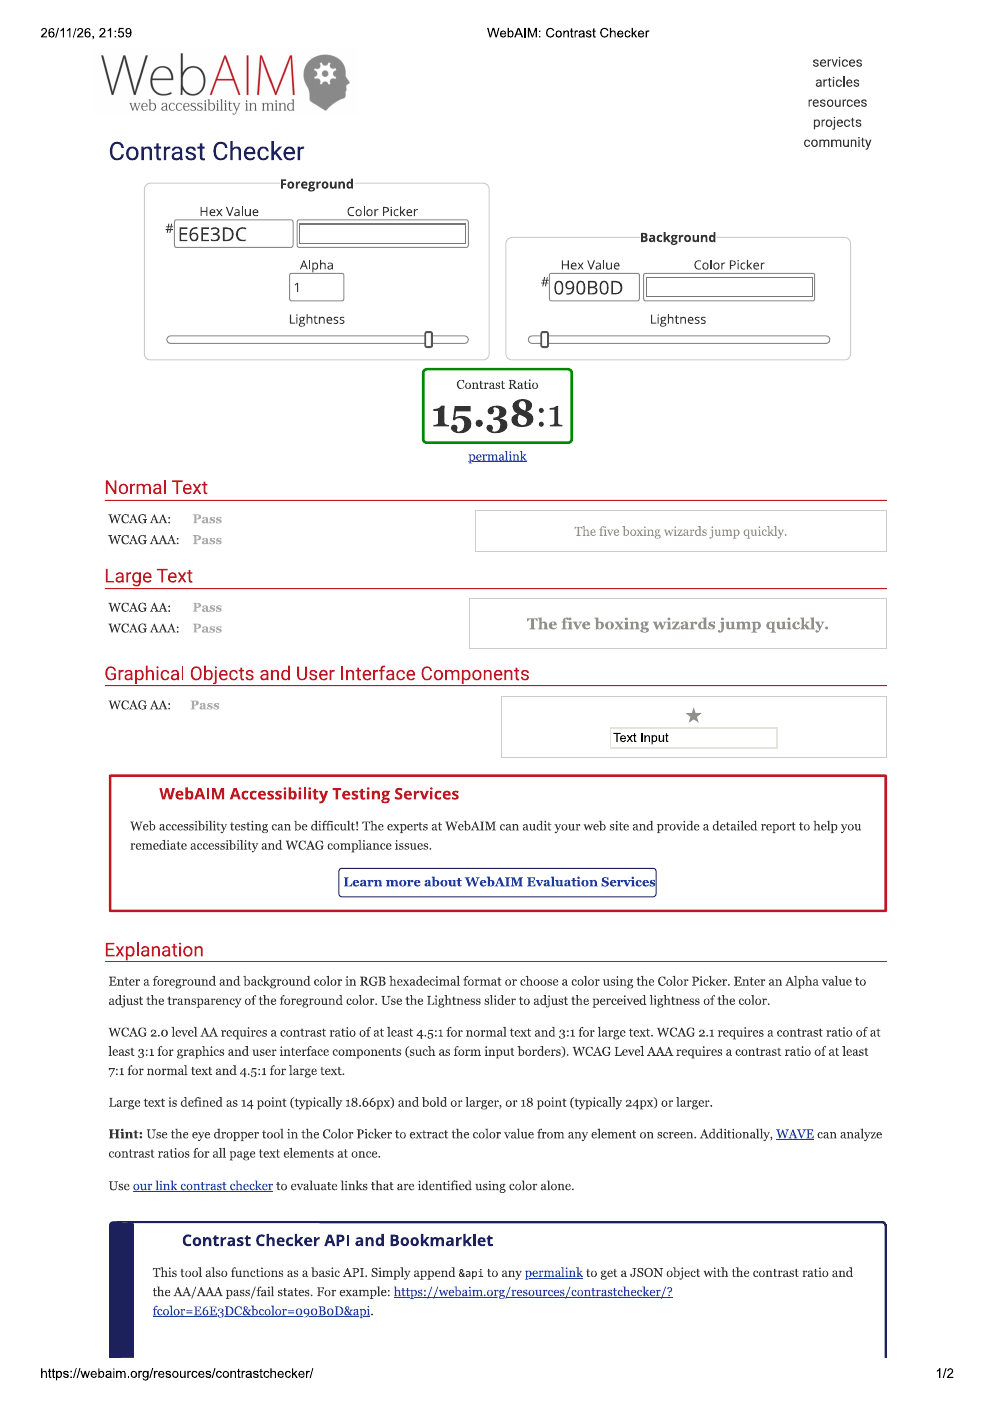 26/11/26, 21:59
WebAIM: Contrast Checker
WebAIM
web accessibility in mind
services
articles
resources
projects
community
Contrast Checker
Foreground
Hex Value
Color Picker
# E6E3DC
Alpha
1
Lightness
Background
Hex Value
Color Picker
# 090B0D
Lightness
Contrast Ratio
15.38:1
permalink
Normal Text
WCAG AA: Pass
WCAG AAA: Pass
The five boxing wizards jump quickly.
Large Text
WCAG AA: Pass
WCAG AAA: Pass
The five boxing wizards jump quickly.
Graphical Objects and User Interface Components
WCAG AA: Pass
Text Input
WebAIM Accessibility Testing Services
Web accessibility testing can be difficult! The experts at WebAIM can audit your web site and provide a detailed report to help you
remediate accessibility and WCAG compliance issues.
Learn more about WebAIM Evaluation Services
Explanation
Enter a foreground and background color in RGB hexadecimal format or choose a color using the Color Picker. Enter an Alpha value to
adjust the transparency of the foreground color. Use the Lightness slider to adjust the perceived lightness of the color.
WCAG 2.0 level AA requires a contrast ratio of at least 4.5:1 for normal text and 3:1 for large text. WCAG 2.1 requires a contrast ratio of at
least 3:1 for graphics and user interface components (such as form input borders). WCAG Level AAA requires a contrast ratio of at least
7:1 for normal text and 4.5:1 for large text.
Large text is defined as 14 point (typically 18.66px) and bold or larger, or 18 point (typically 24px) or larger.
Hint: Use the eye dropper tool in the Color Picker to extract the color value from any element on screen. Additionally, WAVE can analyze
contrast ratios for all page text elements at once.
Use our link contrast checker to evaluate links that are identified using color alone.
Contrast Checker API and Bookmarklet
This tool also functions as a basic API. Simply append &api to any permalink to get a JSON object with the contrast ratio and
the AA/AAA pass/fail states. For example: https://webaim.org/resources/contrastchecker/?
fcolor=E6E3DC&bcolor=090B0D&api.
https://webaim.org/resources/contrastchecker/
1/2